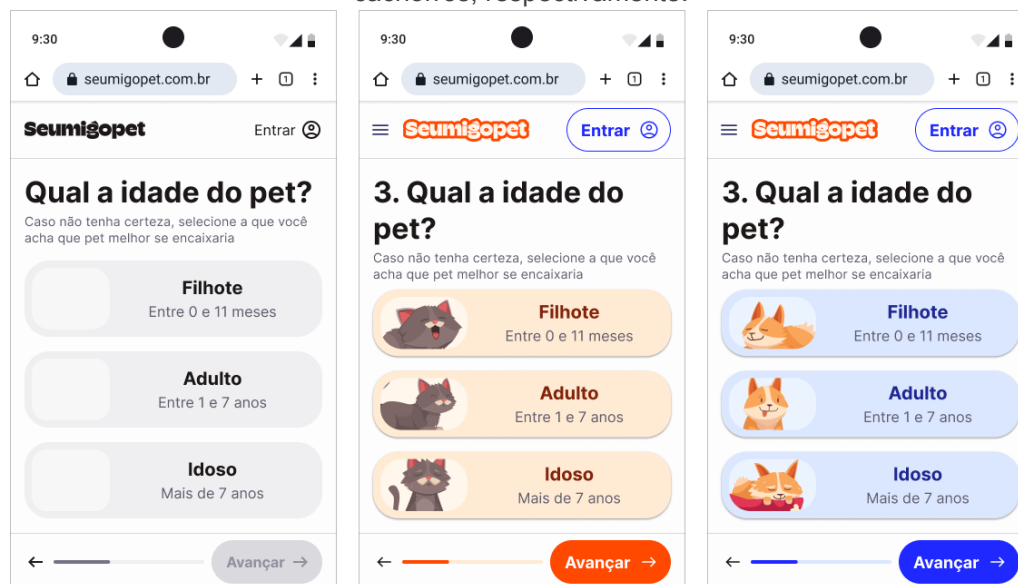 cachorros, respectivamente.
9:30
seumigopet.com.br
1
Seumigopet
Entrar
Qual a idade do pet?
Caso não tenha certeza, selecione a que você
acha que pet melhor se encaixaria
Filhote
Entre 0 e 11 meses
Adulto
Entre 1 e 7 anos
Idoso
Mais de 7 anos
Avançar
9:30
seumigopet.com.br
1
Seumigopet
Entrar
3. Qual a idade do
pet?
Caso não tenha certeza, selecione a que você
acha que pet melhor se encaixaria
Filhote
Entre 0 e 11 meses
Adulto
Entre 1 e 7 anos
Idoso
Mais de 7 anos
Avançar
9:30
seumigopet.com.br
1
Seumigopet
Entrar
3. Qual a idade do
pet?
Caso não tenha certeza, selecione a que você
acha que pet melhor se encaixaria
Filhote
Entre 0 e 11 meses
Adulto
Entre 1 e 7 anos
Idoso
Mais de 7 anos
Avançar